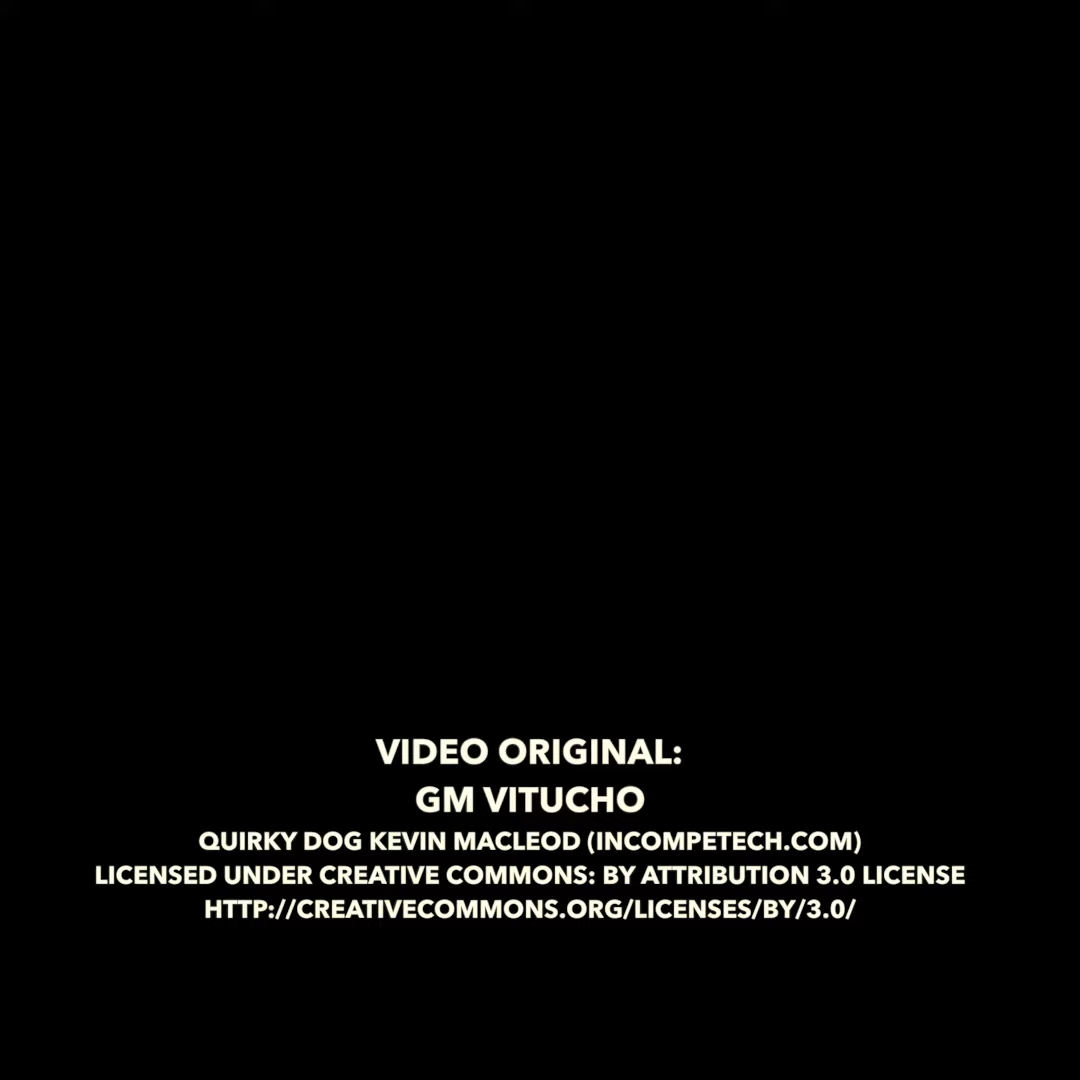 VIDEO ORIGINAL:
GM VITUCHO
QUIRKY DOG KEVIN MACLEOD (INCOMPETECH.COM)
LICENSED UNDER CREATIVE COMMONS: BY ATTRIBUTION 3.0 LICENSE
HTTP://CREATIVECOMMONS.ORG/LICENSES/BY/3.0/